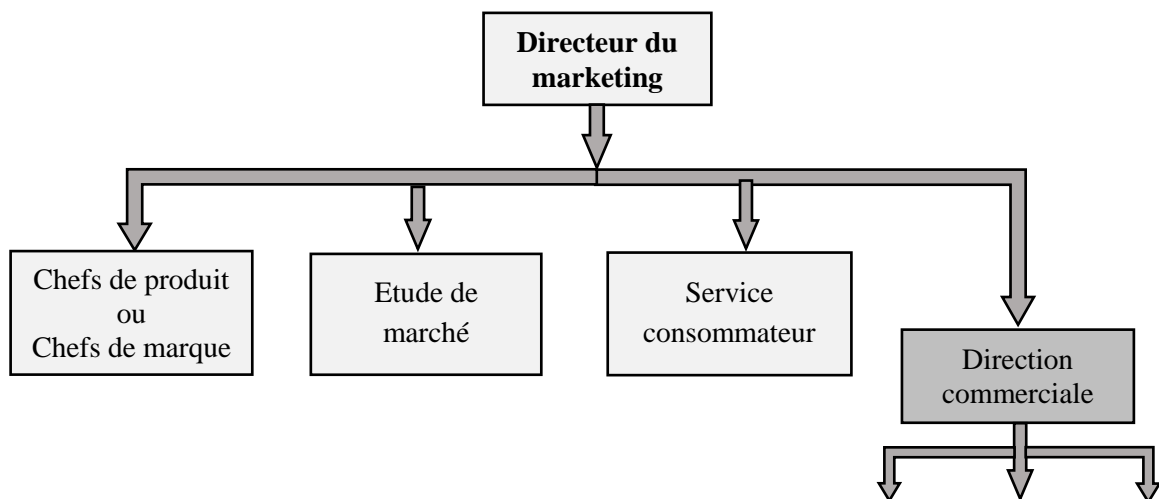 Directeur du
marketing
Chefs de produit
ou
Chefs de marque
Etude de
marché
Service
consommateur
Direction
commerciale